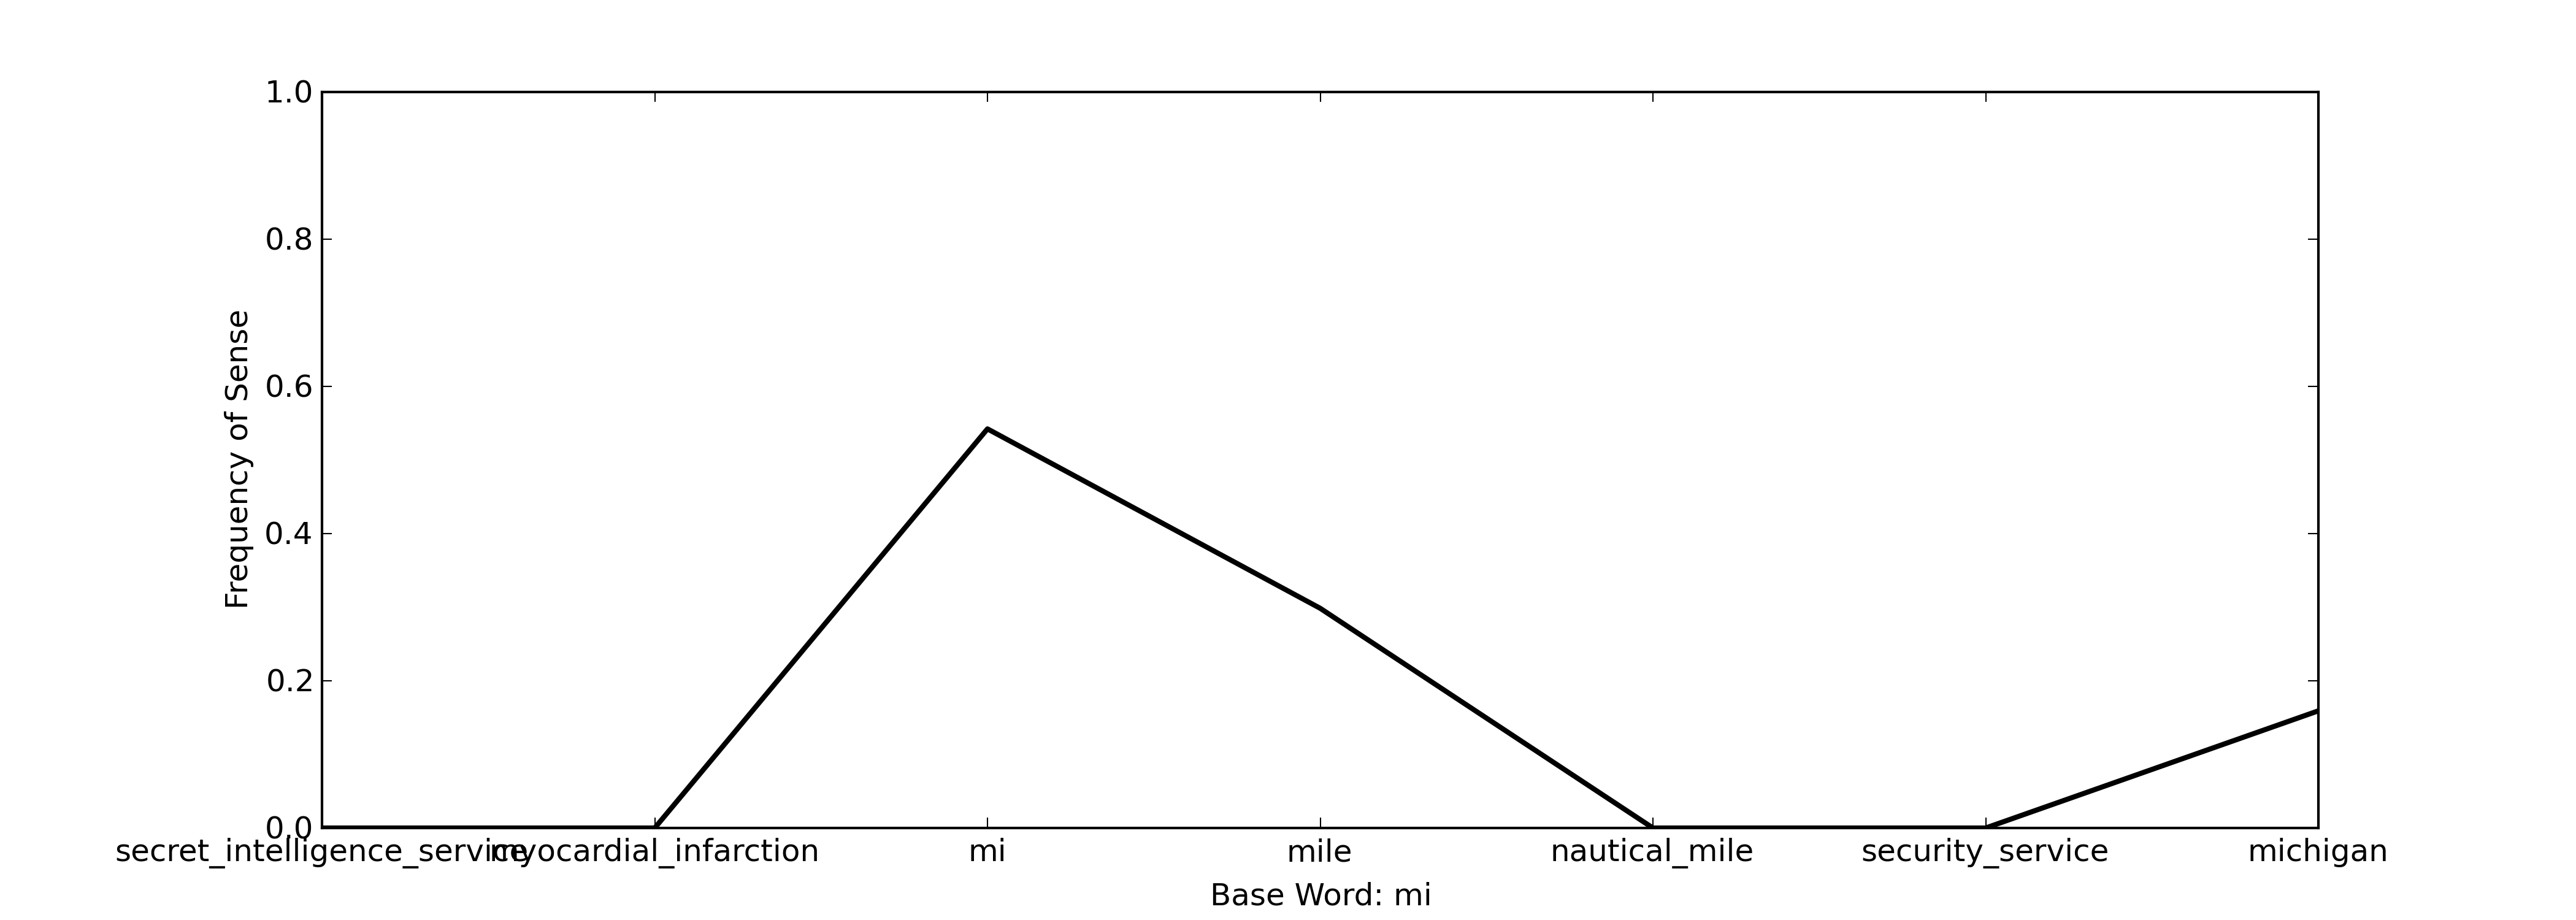 1.0
0.8
0.6
0.4
0.2
0.0
Frequency of Sense
secret_intelligence_service myocardial_infarction mi mile nautical_mile security_service michigan
Base Word: mi